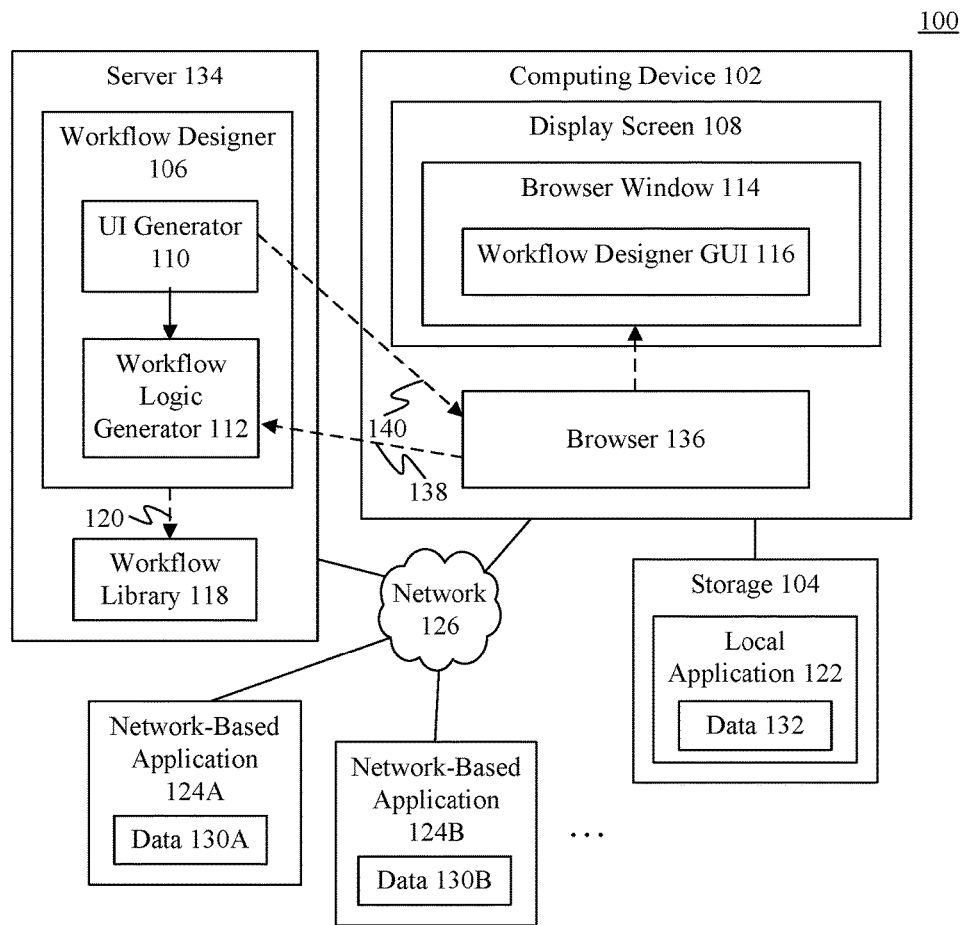 100
Server 134
Workflow Designer
106
UI Generator
110
Workflow
Logic
Generator 112
120
Workflow
Library 118
Computing Device 102
Display Screen 108
Browser Window 114
Workflow Designer GUI 116
140
138
Browser 136
Network
126
Storage 104
Local
Application 122
Data 132
Network-Based
Application
124A
Data 130A
Network-Based
Application
124B
Data 130B
...